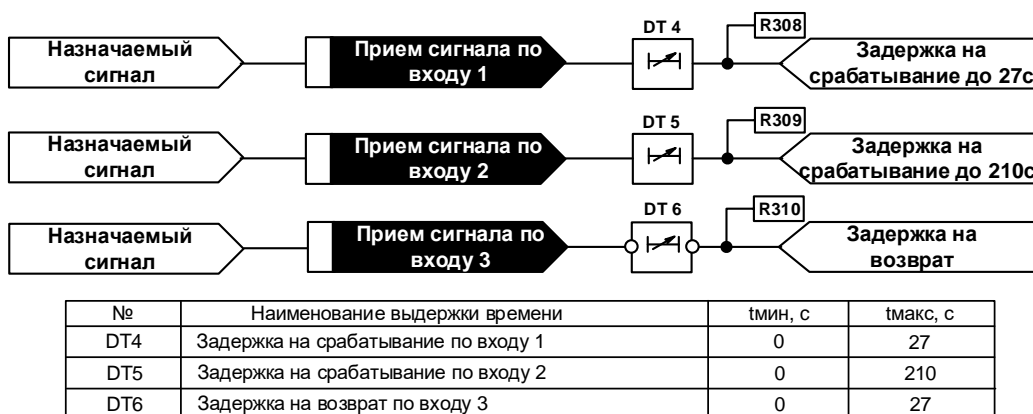 DT 4
R308
Назначаемый
сигнал
Прием сигнала по
входу 1
Задержка на
срабатывание до 27с
DT 5
R309
Назначаемый
сигнал
Прием сигнала по
входу 2
Задержка на
срабатывание до 210с
DT 6
R310
Назначаемый
сигнал
Прием сигнала по
входу 3
Задержка на
возврат
№ Наименование выдержки времени tмин, с tмакс, с
DT4 Задержка на срабатывание по входу 1 0 27
DT5 Задержка на срабатывание по входу 2 0 210
DT6 Задержка на возврат по входу 3 0 27